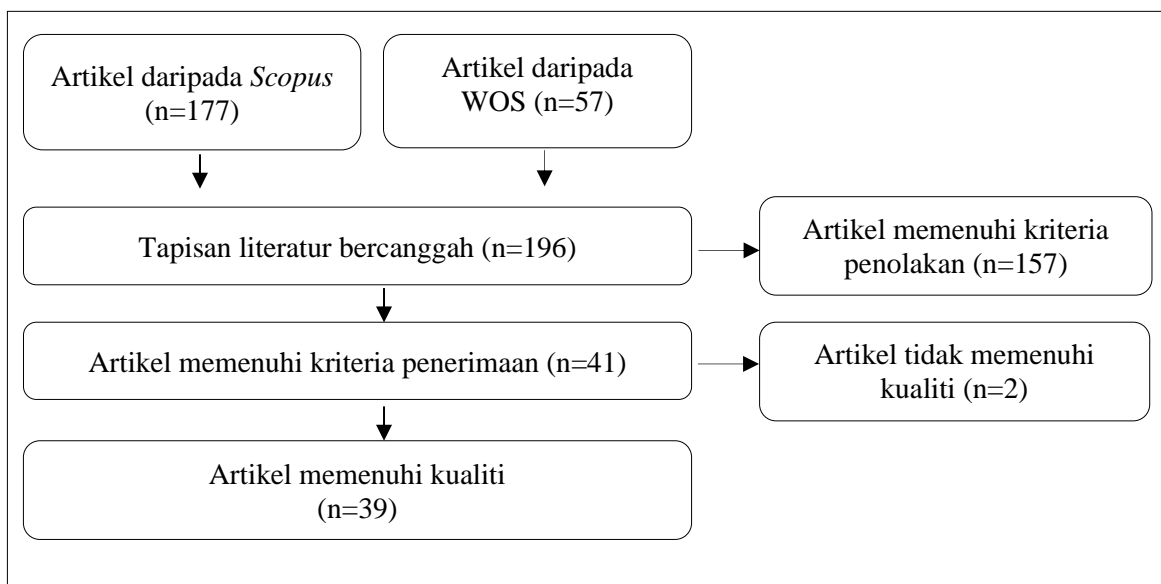 Artikel daripada Scopus
(n=177)
Artikel daripada
WOS (n=57)
Tapisan literatur bercanggah (n=196)
Artikel memenuhi kriteria
penolakan (n=157)
Artikel memenuhi kriteria penerimaan (n=41)
Artikel tidak memenuhi
kualiti (n=2)
Artikel memenuhi kualiti
(n=39)